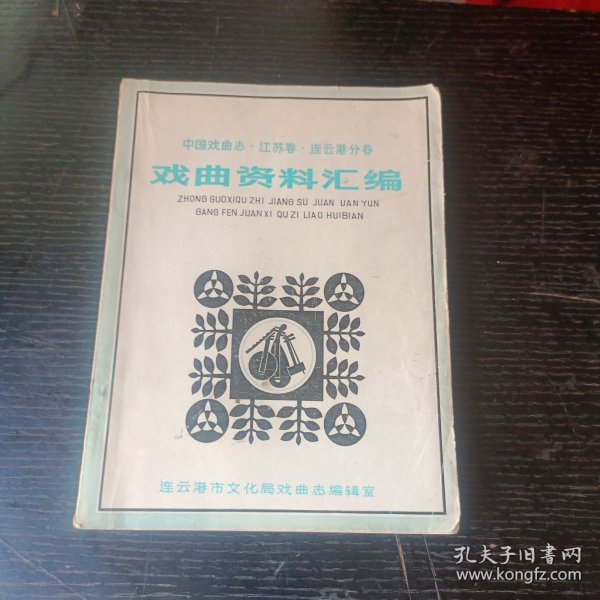 中国戏曲志·江苏卷·连云港分卷
戏曲资料汇编
ZHONG GUOXIQU ZHI JIANG SU JUAN UAN YUN
GANG FEN JUAN XI QU ZI LIAO HUIBIAN
连云港市文化局戏曲志编辑室
孔夫子旧书网
www.kongfz.com